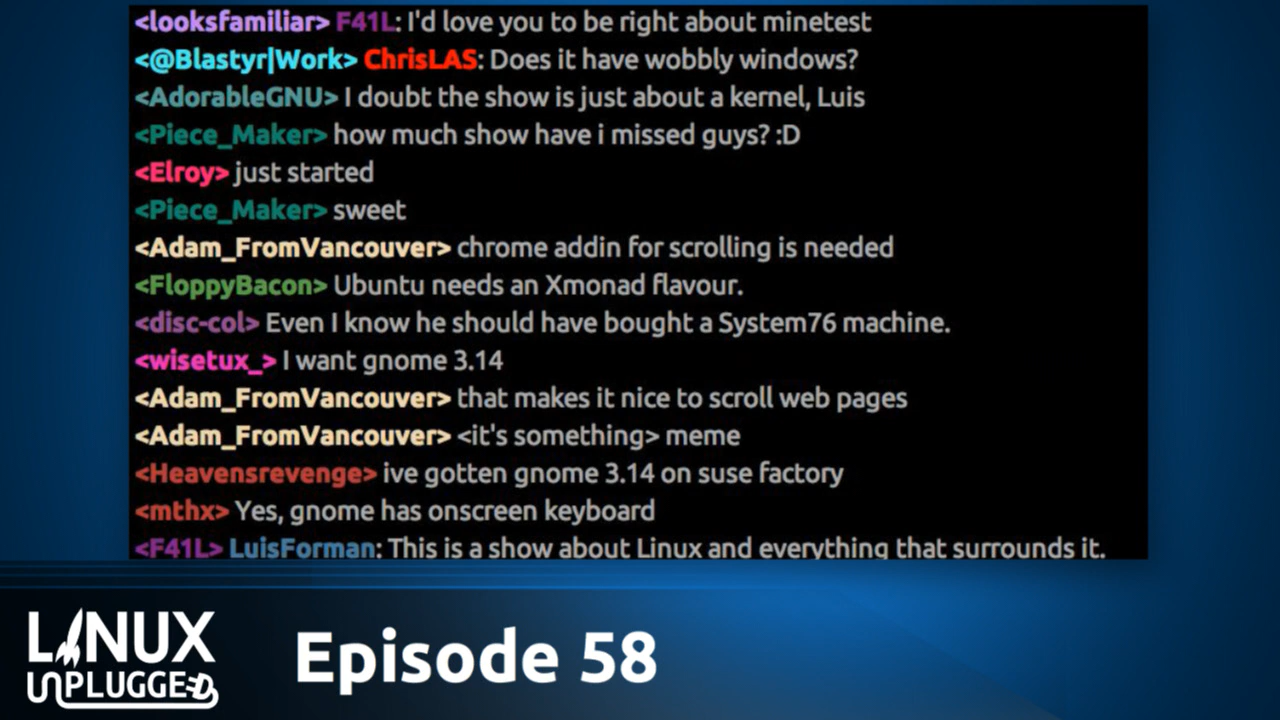 <looksfamiliar> F41L: I'd love you to be right about minetest
<@Blastyr|Work> ChrisLAS: Does it have wobbly windows?
<AdorableGNU> I doubt the show is just about a kernel, Luis
<Piece_Maker> how much show have i missed guys? :D
<Elroy> just started
<Piece_Maker> sweet
<Adam_FromVancouver> chrome addin for scrolling is needed
<FloppyBacon> Ubuntu needs an Xmonad flavour.
<disc-col> Even I know he should have bought a System76 machine.
<wisetux_> I want gnome 3.14
<Adam_FromVancouver> that makes it nice to scroll web pages
<Adam_FromVancouver> <it's something> meme
<Heavensrevenge> ive gotten gnome 3.14 on suse factory
<mthx> Yes, gnome has onscreen keyboard
<F41L> LuisForman: This is a show about Linux and everything that surrounds it.
LINUX
UNPLUGGED
Episode 58